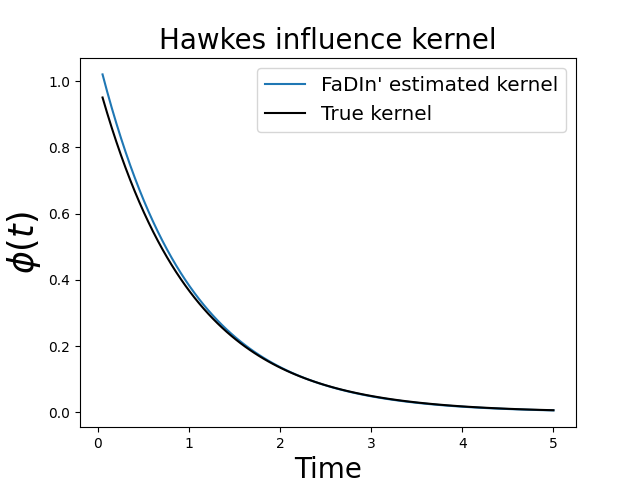 Hawkes influence kernel
FaDIn' estimated kernel
True kernel
ϕ(t)
1.0
0.8
0.6
0.4
0.2
0.0
0 1 2 3 4 5
Time